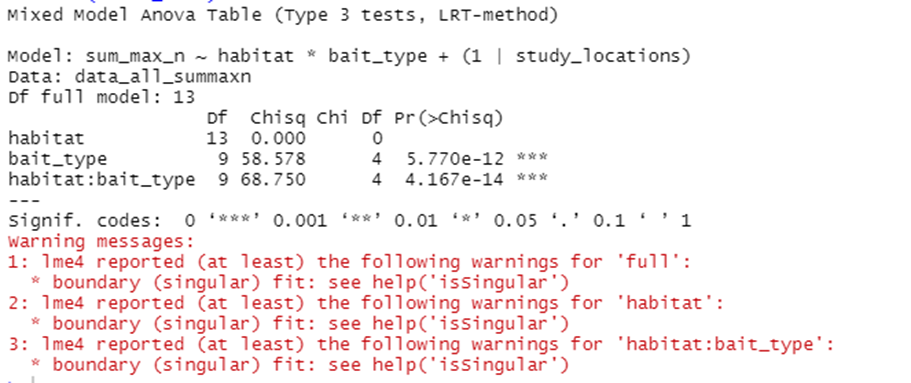 Mixed Model Anova Table (Type 3 tests, LRT-method)
Model: sum_max_n ~ habitat * bait_type + (1 | study_locations)
Data: data_all_summaxn
Df full model: 13
Df Chisq Chi Df Pr(>Chisq)
habitat 13 0.000 0
bait_type 9 58.578 4 5.770e-12 ***
habitat:bait_type 9 68.750 4 4.167e-14 ***
---
Signif. codes: 0 ‘***’ 0.001 ‘**’ 0.01 ‘*’ 0.05 ‘.’ 0.1 ‘ ’ 1
Warning messages:
1: lme4 reported (at least) the following warnings for 'full':
* boundary (singular) fit: see help('isSingular')
2: lme4 reported (at least) the following warnings for 'habitat':
* boundary (singular) fit: see help('isSingular')
3: lme4 reported (at least) the following warnings for 'habitat:bait_type':
* boundary (singular) fit: see help('isSingular')